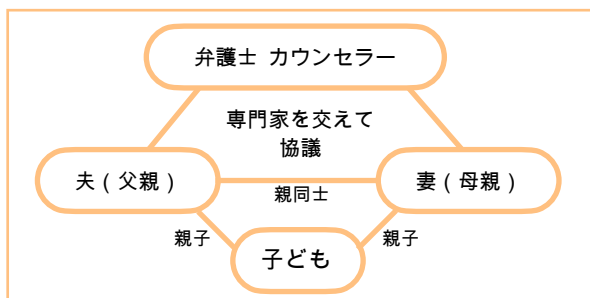 弁護士 カウンセラー
専門家を交えて
協議
夫(父親)
妻(母親)
親同士
親子
親子
子ども